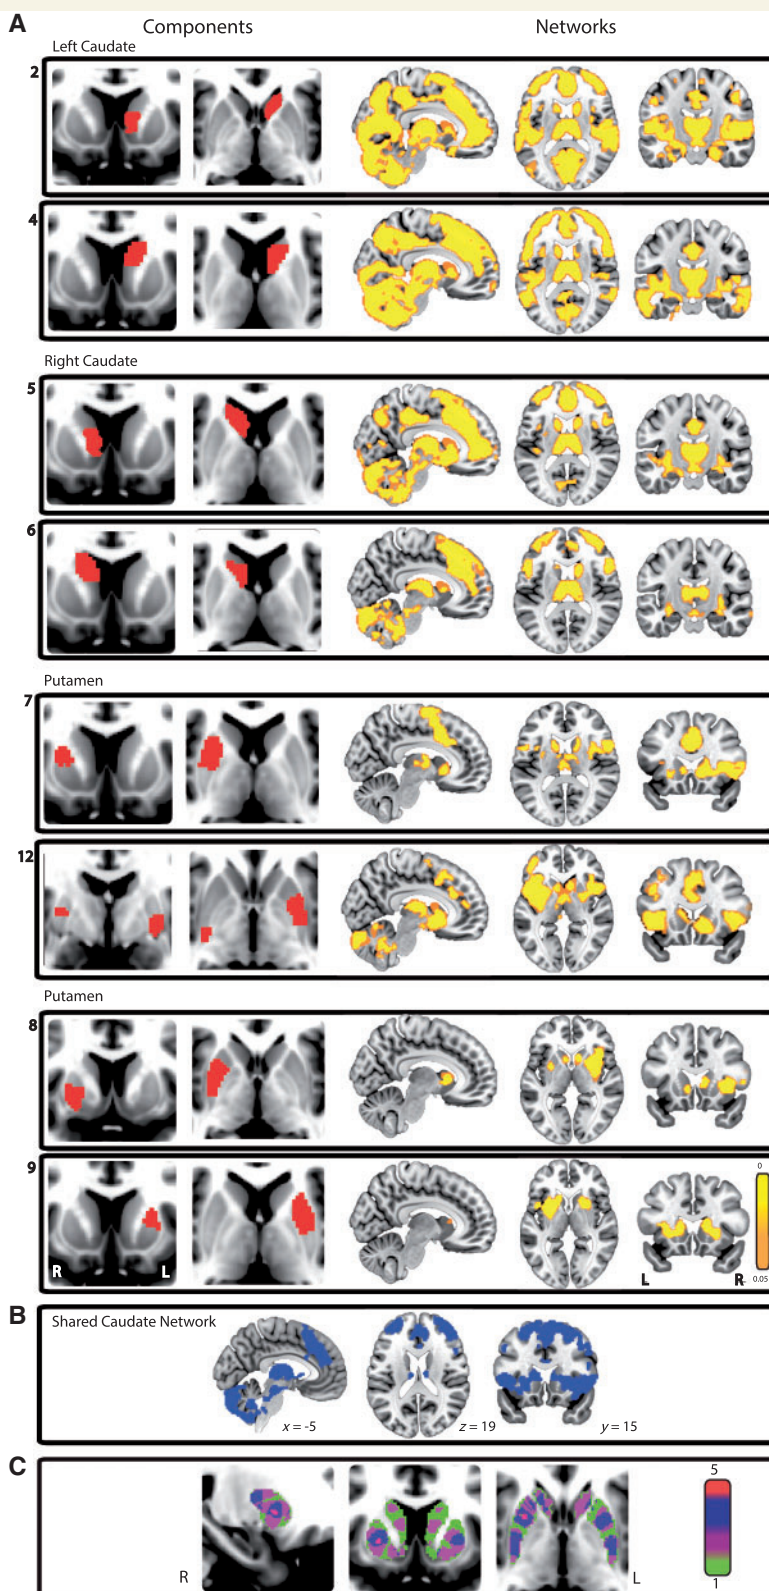 A
Components Networks
Left Caudate
2
4
Right Caudate
5
6
Putamen
7
12
Putamen
8
9
R L
L R
0
0.05
B
Shared Caudate Network
x = -5
z = 19
y = 15
C
R
L
5
1